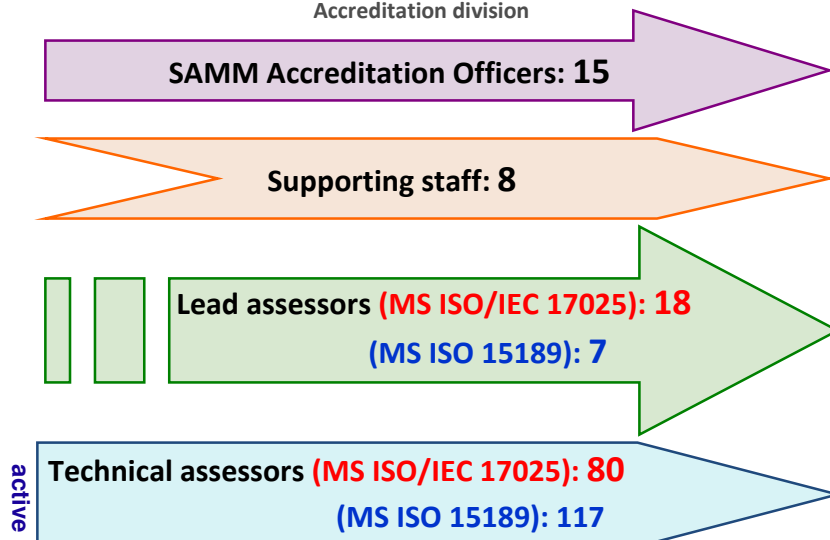 Accreditation division
SAMM Accreditation Officers: 15
Supporting staff: 8
Lead assessors (MS ISO/IEC 17025): 18
(MS ISO 15189): 7
active
Technical assessors (MS ISO/IEC 17025): 80
(MS ISO 15189): 117